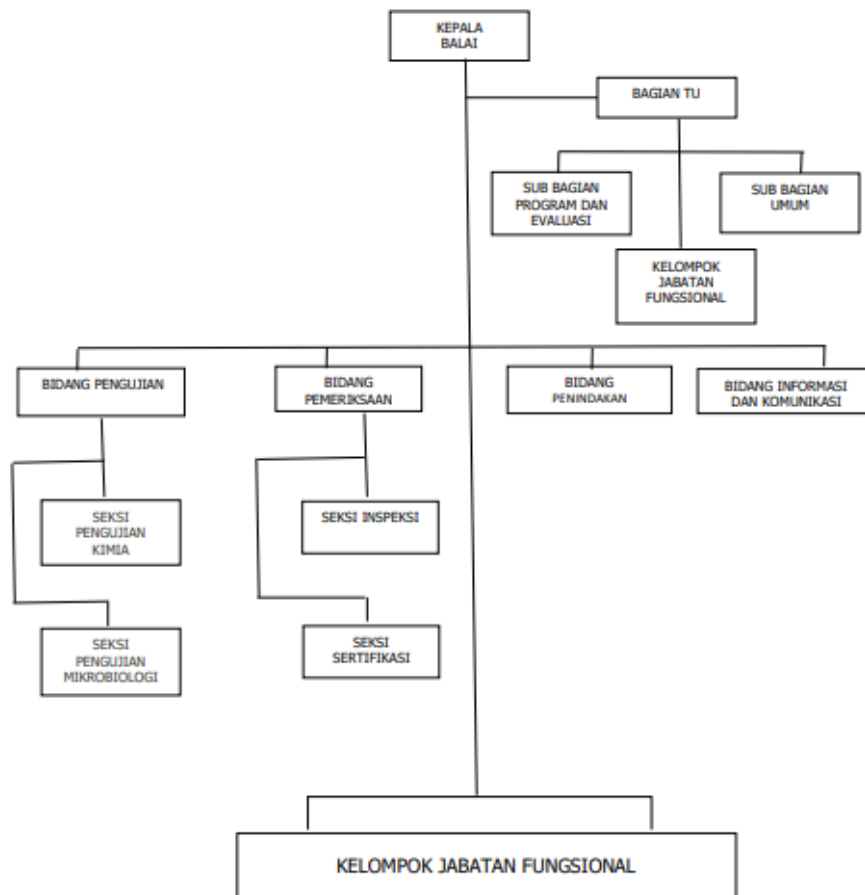 KEPALA
BALAI
BAGIAN TU
SUB BAGIAN
PROGRAM DAN
EVALUASI
SUB BAGIAN
UMUM
KELOMPOK
JABATAN
FUNGSIONAL
BIDANG PENGUJIAN
BIDANG
PEMERIKSAAN
BIDANG
PENINDAKAN
BIDANG INFORMASI
DAN KOMUNIKASI
SEKSI
PENGUJIAN
KIMIA
SEKSI INSPEKSI
SEKSI
PENGUJIAN
MIKROBIOLOGI
SEKSI
SERTIFIKASI
KELOMPOK JABATAN FUNGSIONAL